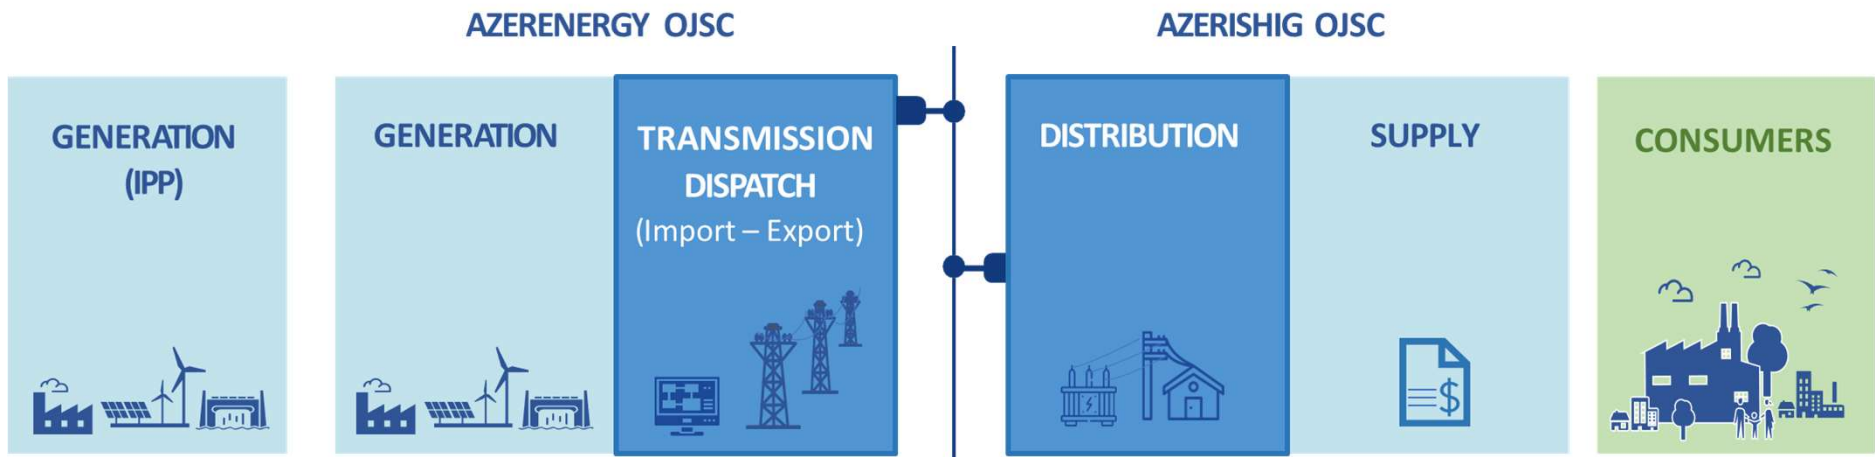 AZERENERGY OJSC
AZERISHIG OJSC
GENERATION
(IPP)
GENERATION
TRANSMISSION
DISPATCH
(Import – Export)
DISTRIBUTION
SUPPLY
$
CONSUMERS